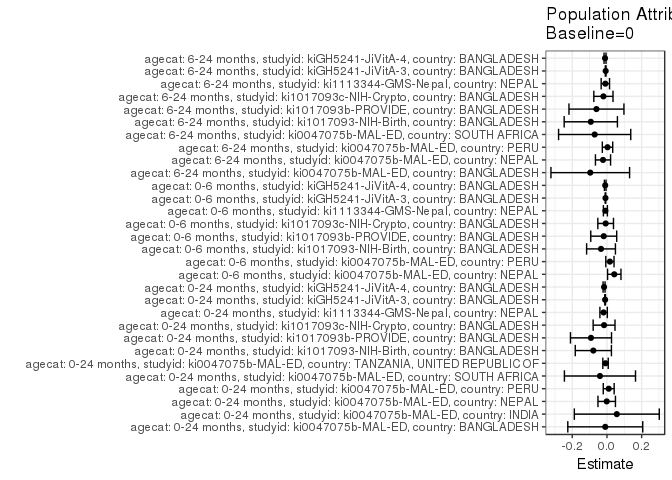 Population Attrib
Baseline=0
agecat: 6-24 months, studyid: kiGH5241-JiVitA-4, country: BANGLADESH
agecat: 6-24 months, studyid: kiGH5241-JiVitA-3, country: BANGLADESH
agecat: 6-24 months, studyid: ki1113344-GMS-Nepal, country: NEPAL
agecat: 6-24 months, studyid: ki1017093c-NIH-Crypto, country: BANGLADESH
agecat: 6-24 months, studyid: ki1017093b-PROVIDE, country: BANGLADESH
agecat: 6-24 months, studyid: ki1017093-NIH-Birth, country: BANGLADESH
agecat: 6-24 months, studyid: ki0047075b-MAL-ED, country: SOUTH AFRICA
agecat: 6-24 months, studyid: ki0047075b-MAL-ED, country: PERU
agecat: 6-24 months, studyid: ki0047075b-MAL-ED, country: NEPAL
agecat: 6-24 months, studyid: ki0047075b-MAL-ED, country: BANGLADESH
agecat: 0-6 months, studyid: kiGH5241-JiVitA-4, country: BANGLADESH
agecat: 0-6 months, studyid: kiGH5241-JiVitA-3, country: BANGLADESH
agecat: 0-6 months, studyid: ki1113344-GMS-Nepal, country: NEPAL
agecat: 0-6 months, studyid: ki1017093c-NIH-Crypto, country: BANGLADESH
agecat: 0-6 months, studyid: ki1017093b-PROVIDE, country: BANGLADESH
agecat: 0-6 months, studyid: ki1017093-NIH-Birth, country: BANGLADESH
agecat: 0-6 months, studyid: ki0047075b-MAL-ED, country: PERU
agecat: 0-6 months, studyid: ki0047075b-MAL-ED, country: NEPAL
agecat: 0-24 months, studyid: kiGH5241-JiVitA-4, country: BANGLADESH
agecat: 0-24 months, studyid: kiGH5241-JiVitA-3, country: BANGLADESH
agecat: 0-24 months, studyid: ki1113344-GMS-Nepal, country: NEPAL
agecat: 0-24 months, studyid: ki1017093c-NIH-Crypto, country: BANGLADESH
agecat: 0-24 months, studyid: ki1017093b-PROVIDE, country: BANGLADESH
agecat: 0-24 months, studyid: ki1017093-NIH-Birth, country: BANGLADESH
agecat: 0-24 months, studyid: ki0047075b-MAL-ED, country: TANZANIA, UNITED REPUBLIC OF
agecat: 0-24 months, studyid: ki0047075b-MAL-ED, country: SOUTH AFRICA
agecat: 0-24 months, studyid: ki0047075b-MAL-ED, country: PERU
agecat: 0-24 months, studyid: ki0047075b-MAL-ED, country: NEPAL
agecat: 0-24 months, studyid: ki0047075b-MAL-ED, country: INDIA
agecat: 0-24 months, studyid: ki0047075b-MAL-ED, country: BANGLADESH
-0.2 0.0 0.2
Estimate